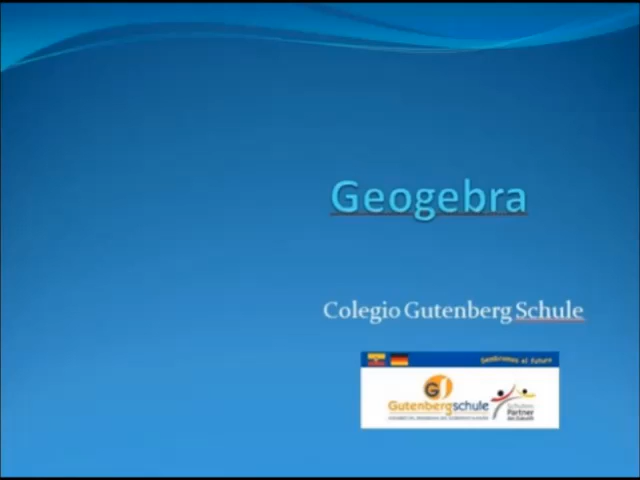 Geogebra
Colegio Gutenberg Schule
Sembramos el futuro
G
Gutenbergschule
Schulen:
Partner
der Zukunft